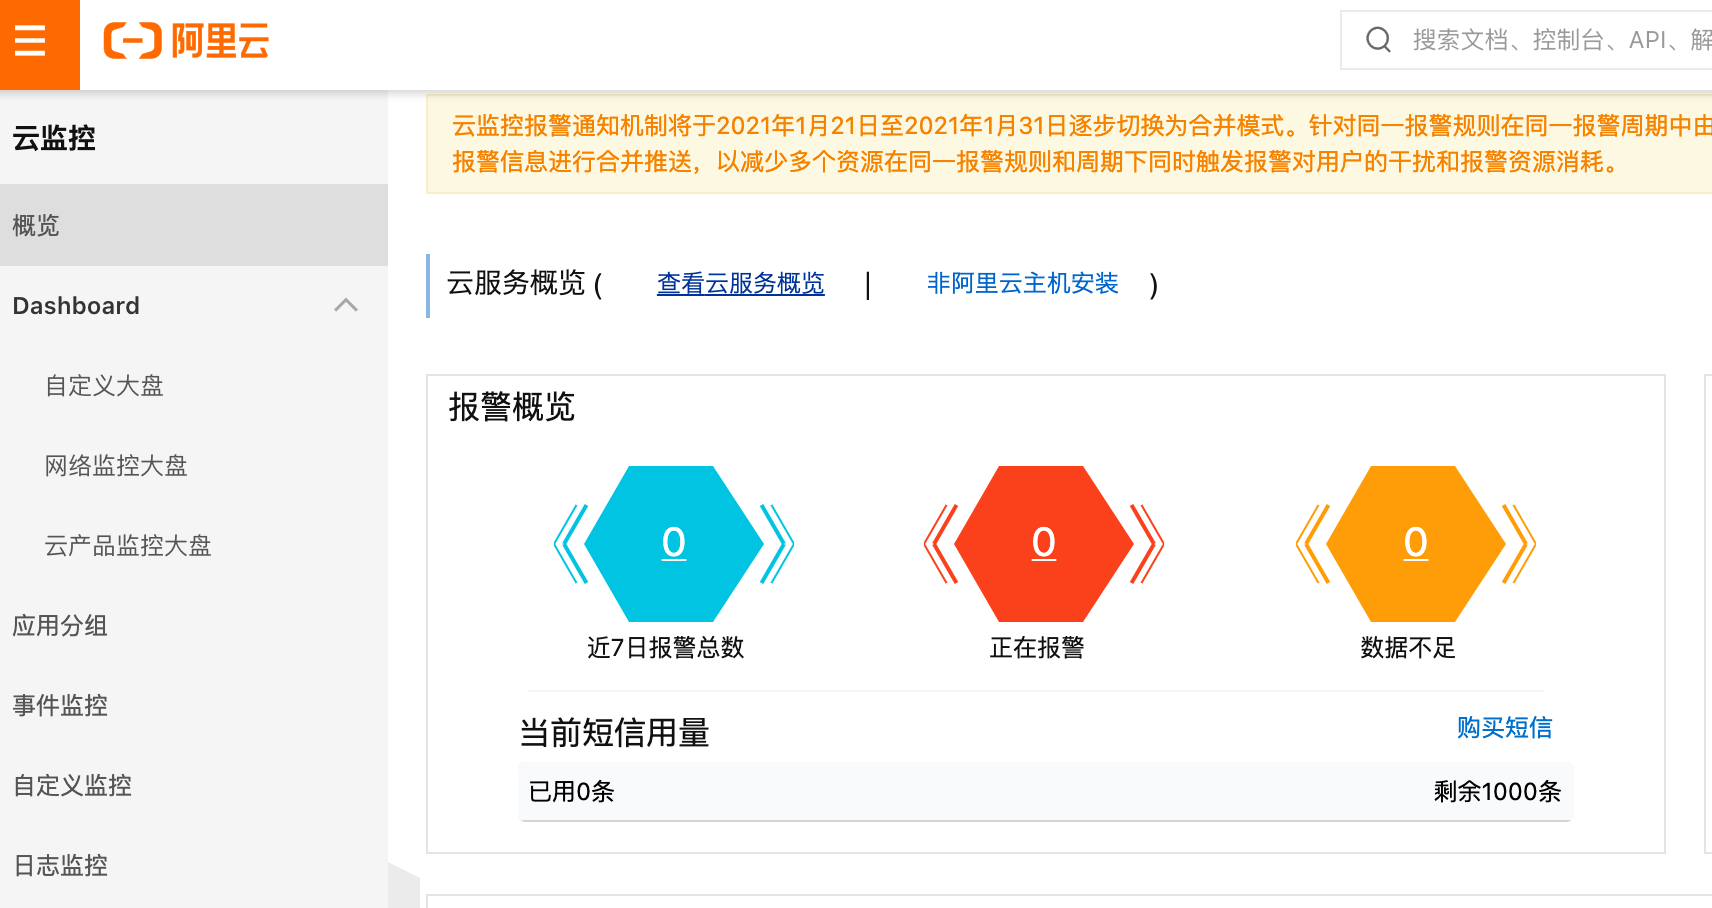 阿里云
搜索文档、控制台、API、解
云监控
概览
Dashboard
自定义大盘
网络监控大盘
云产品监控大盘
应用分组
事件监控
自定义监控
日志监控
云监控报警通知机制将于2021年1月21日至2021年1月31日逐步切换为合并模式。针对同一报警规则在同一报警周期中由
报警信息进行合并推送，以减少多个资源在同一报警规则和周期下同时触发报警对用户的干扰和报警资源消耗。
云服务概览 ( 查看云服务概览 | 非阿里云主机安装 )
报警概览
0 0 0
近7日报警总数 正在报警 数据不足
当前短信用量 购买短信
已用0条 剩余1000条